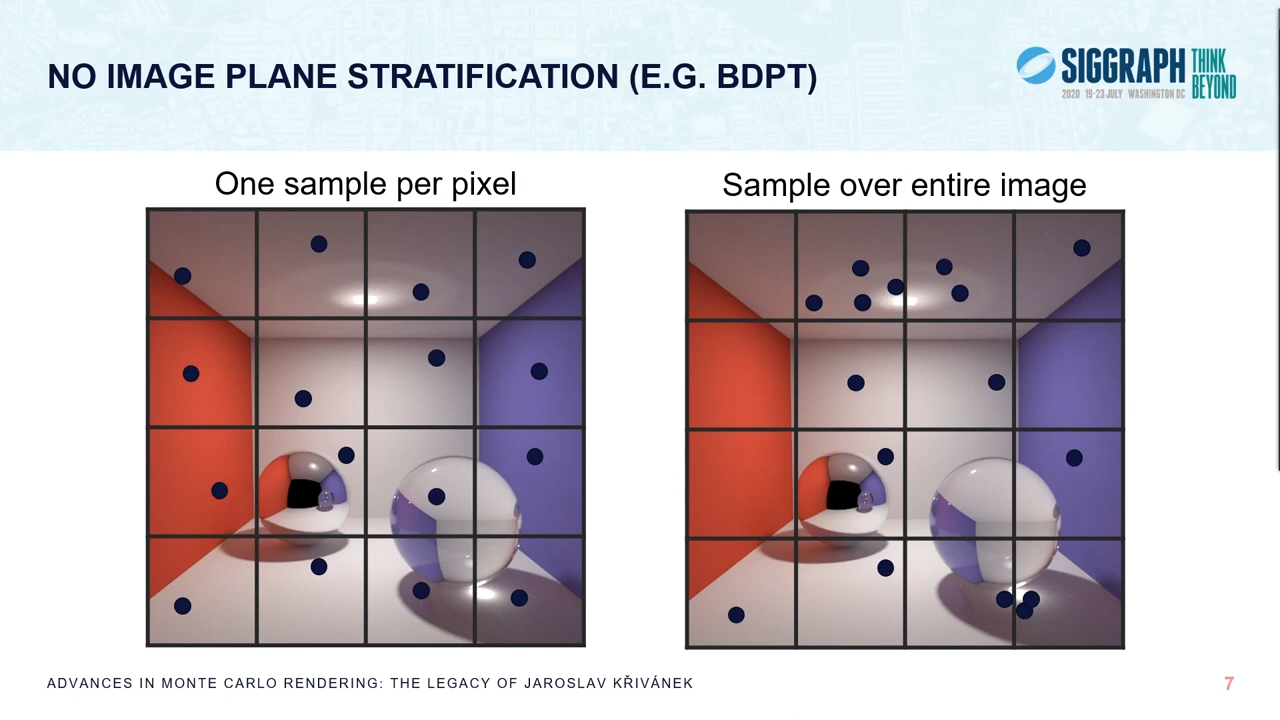 NO IMAGE PLANE STRATIFICATION (E.G. BDPT)
SIGGRAPH THINK BEYOND
2020 19-23 JULY WASHINGTON DC
One sample per pixel
Sample over entire image
ADVANCES IN MONTE CARLO RENDERING: THE LEGACY OF JAROSLAV KŘIVÁNEK
7